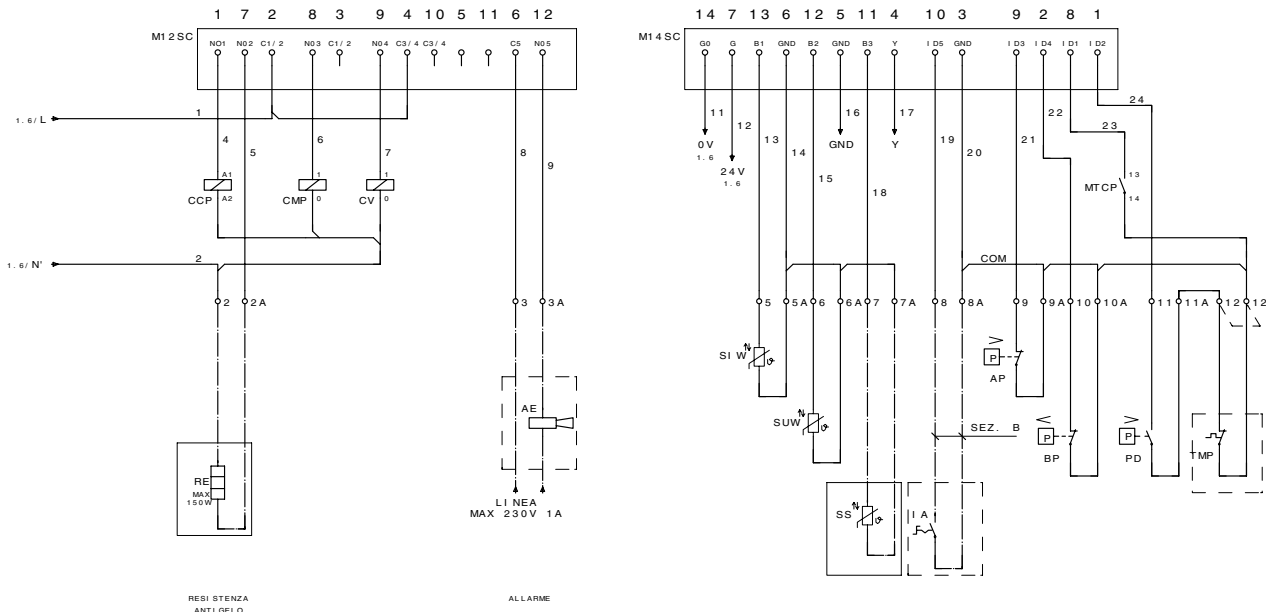 1 7 2 8 3 9 4 10 5 11 6 12
M12SC
NO1 NO2 C1/2 NO3 C1/2 NO4 C3/4 C3/4 C5 NO5
14 7 13 6 12 5 11 4 10 3 9 2 8 1
M14SC
G0 G B1 GND B2 GND B3 Y ID5 GND ID3 ID4 ID1 ID2
1.6/L
1
4 5 6 7 8 9
A1
A2
CCP
1
0
CMP
1
0
CV
1.6/N'
2
2 2A 3 3A
AE
RE
MAX
150W
LINEA
MAX 230V 1A
RESISTENZA
ANTIGELO
ALLARME
11 12 13 14 15 16 17 18 19 20 21 22 23 24
0V
1.6
24V
1.6
GND
Y
13
MTCP
14
COM
5 5A 6 6A 7 7A 8 8A 9 9A 10 10A 11 11A 12 12
SIW
SUW
SS
IA
SEZ. B
>
P
AP
<
P
BP
>
P
PD
TMP